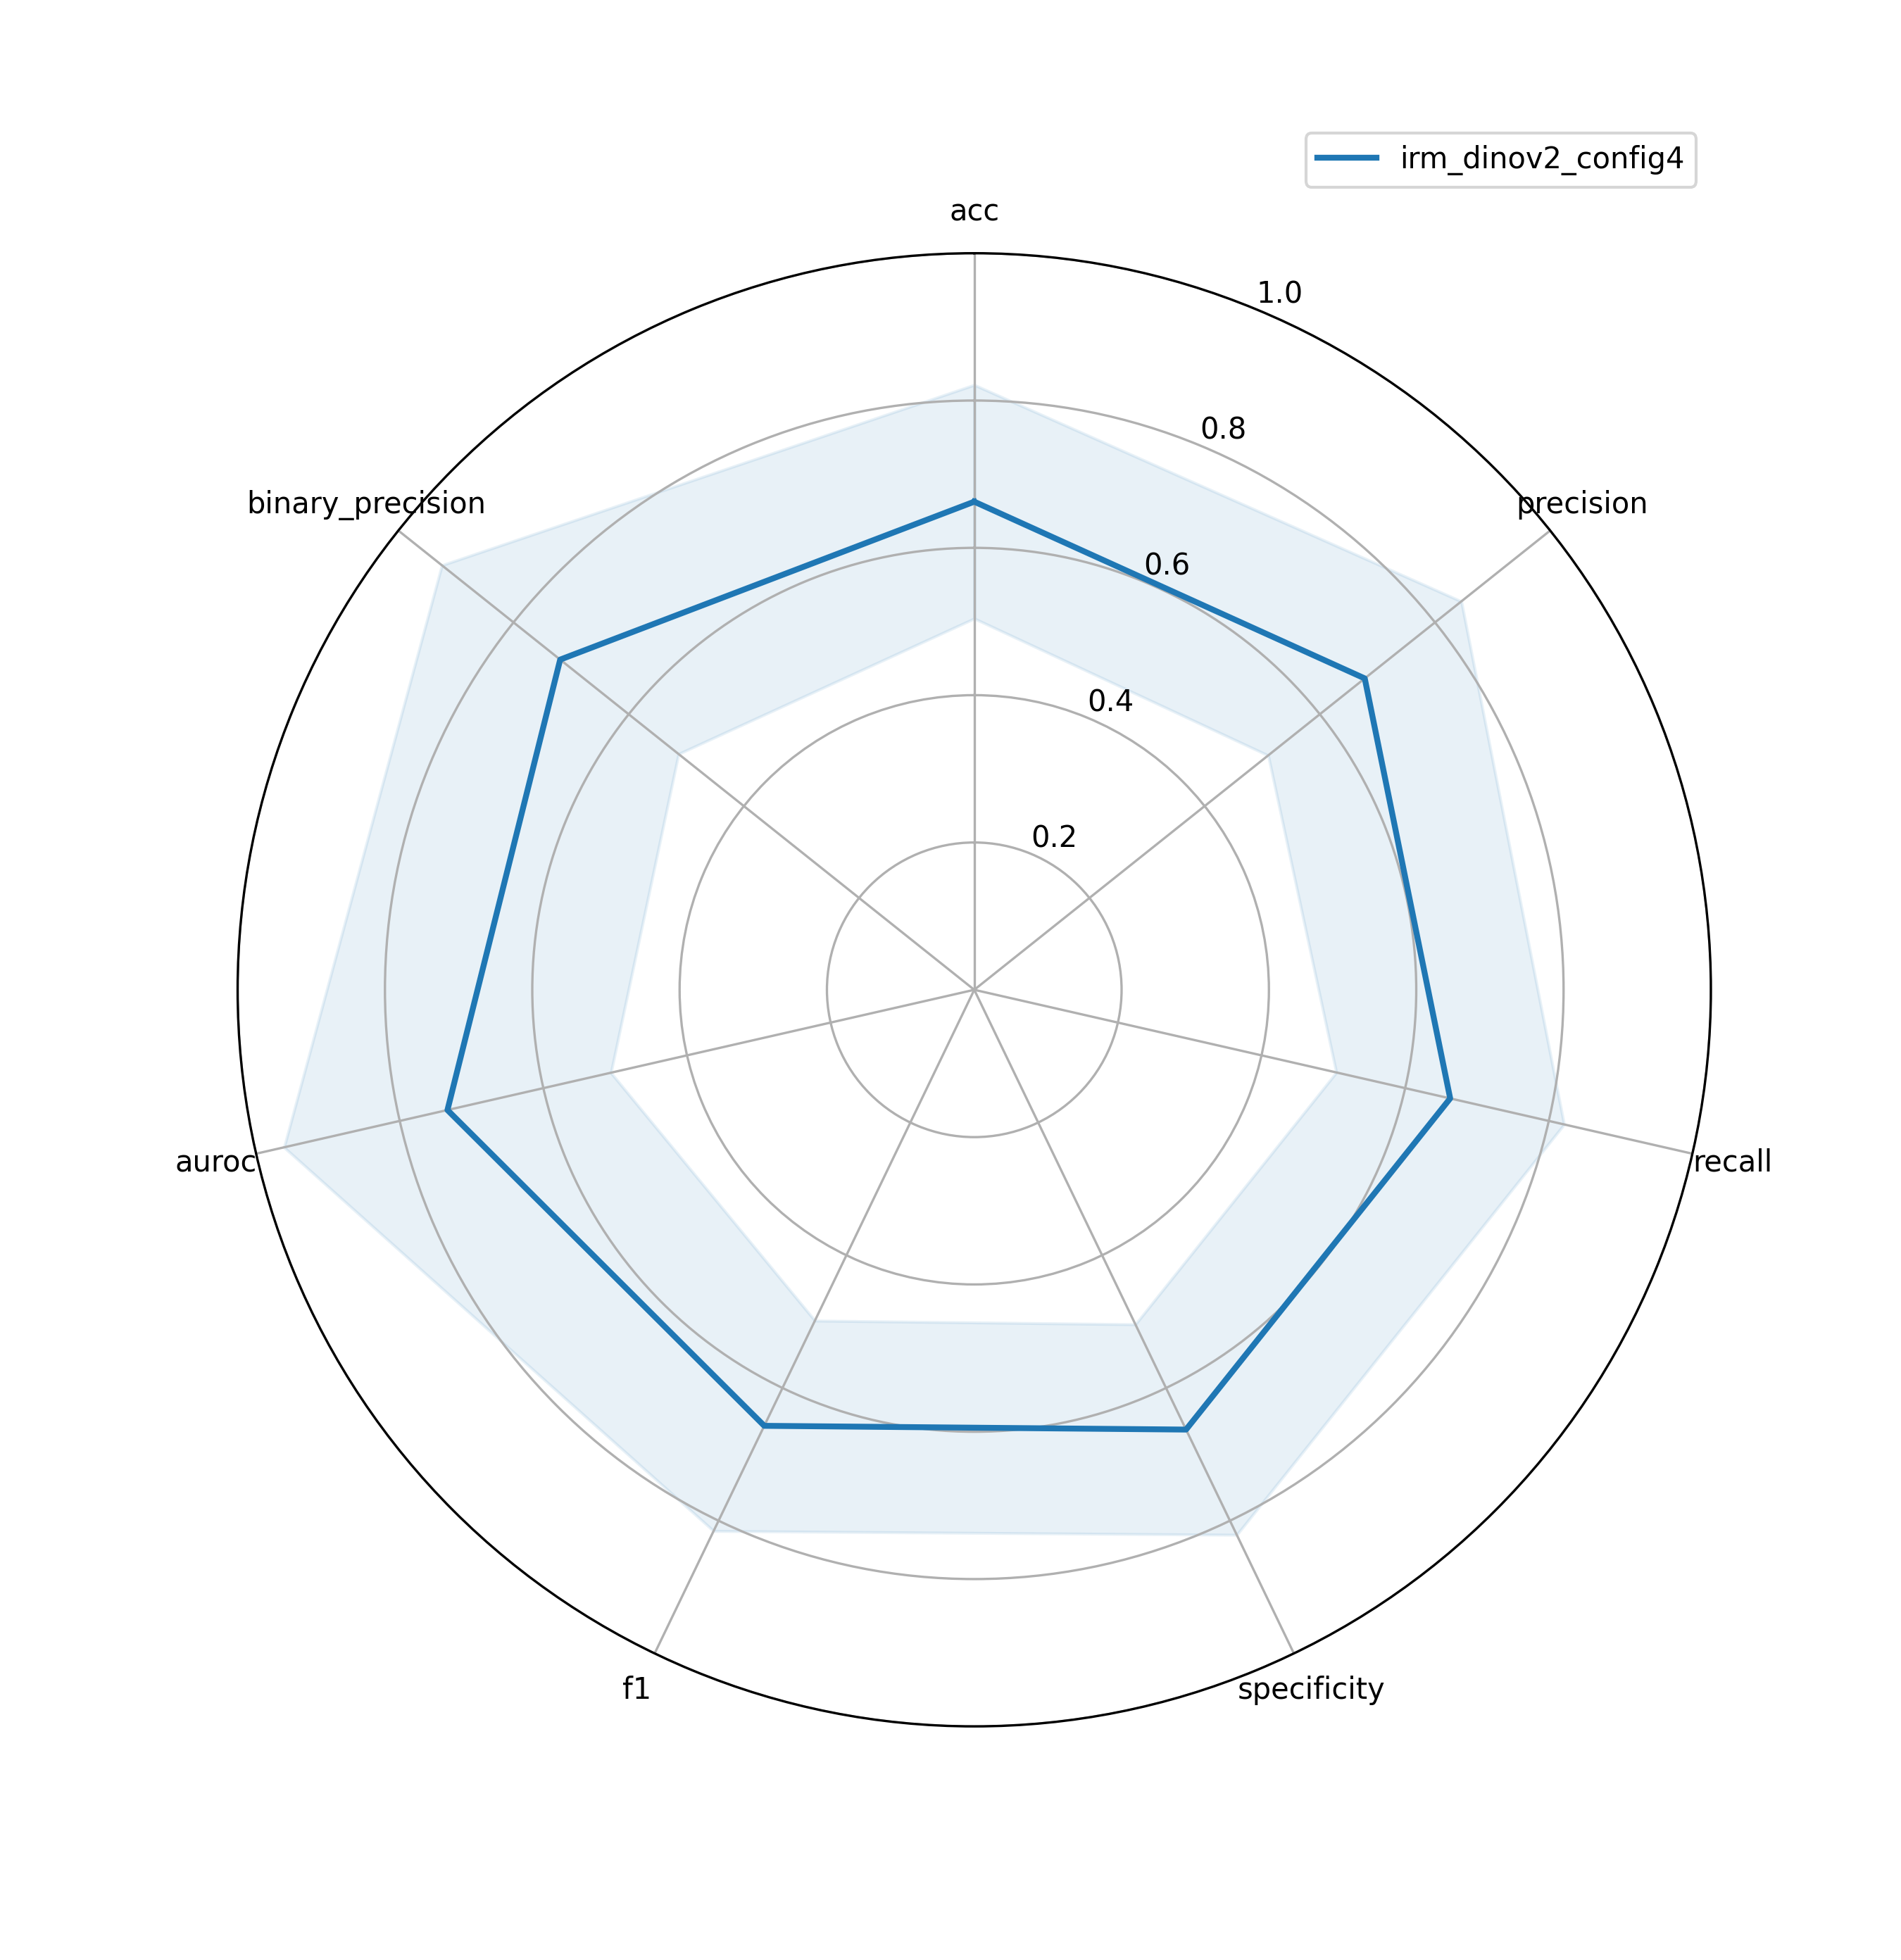 irm_dinov2_config4
acc
1.0
0.8
binary_precision
precision
0.6
0.4
0.2
auroc
recall
f1
specificity